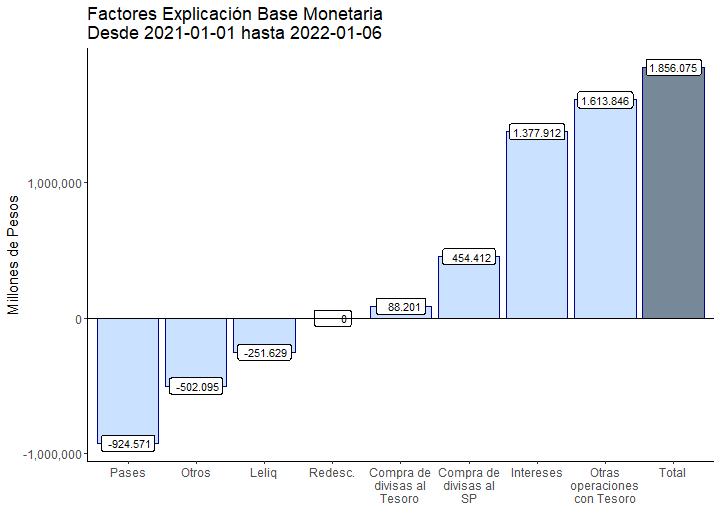 Factores Explicación Base Monetaria
Desde 2021-01-01 hasta 2022-01-06
Millones de Pesos
1,000,000
0
-1,000,000
-924.571
-502.095
-251.629
0
88.201
454.412
1.377.912
1.613.846
1.856.075
Pases
Otros
Leliq
Redesc.
Compra de
divisas al
Tesoro
Compra de
divisas al
SP
Intereses
Otras
operaciones
con Tesoro
Total